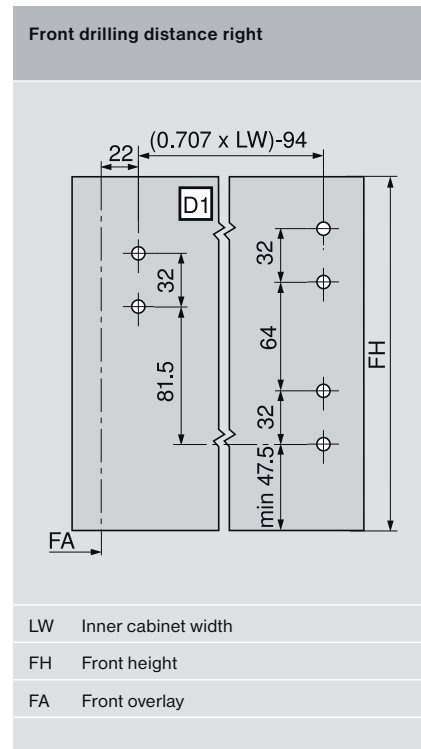 Front drilling distance right
(0.707 x LW)-94
22
D1
32
32
81.5
64
FH
32
min 47.5
FA
LW Inner cabinet width
FH Front height
FA Front overlay